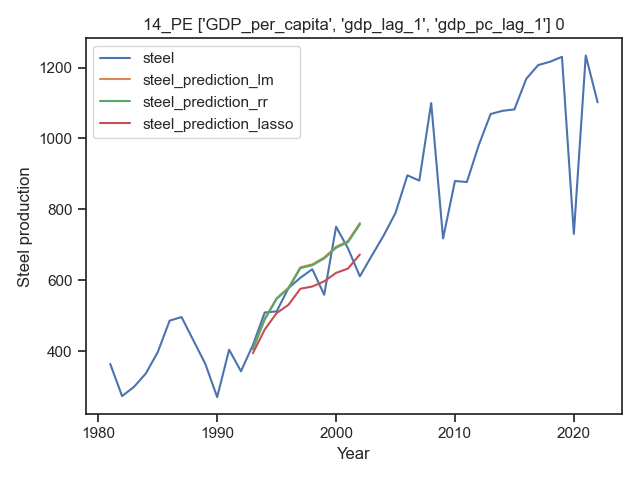 14_PE ['GDP_per_capita', 'gdp_lag_1', 'gdp_pc_lag_1'] 0
steel
steel_prediction_lm
steel_prediction_rr
steel_prediction_lasso
Steel production
1200
1000
800
600
400
1980
1990
2000
2010
2020
Year